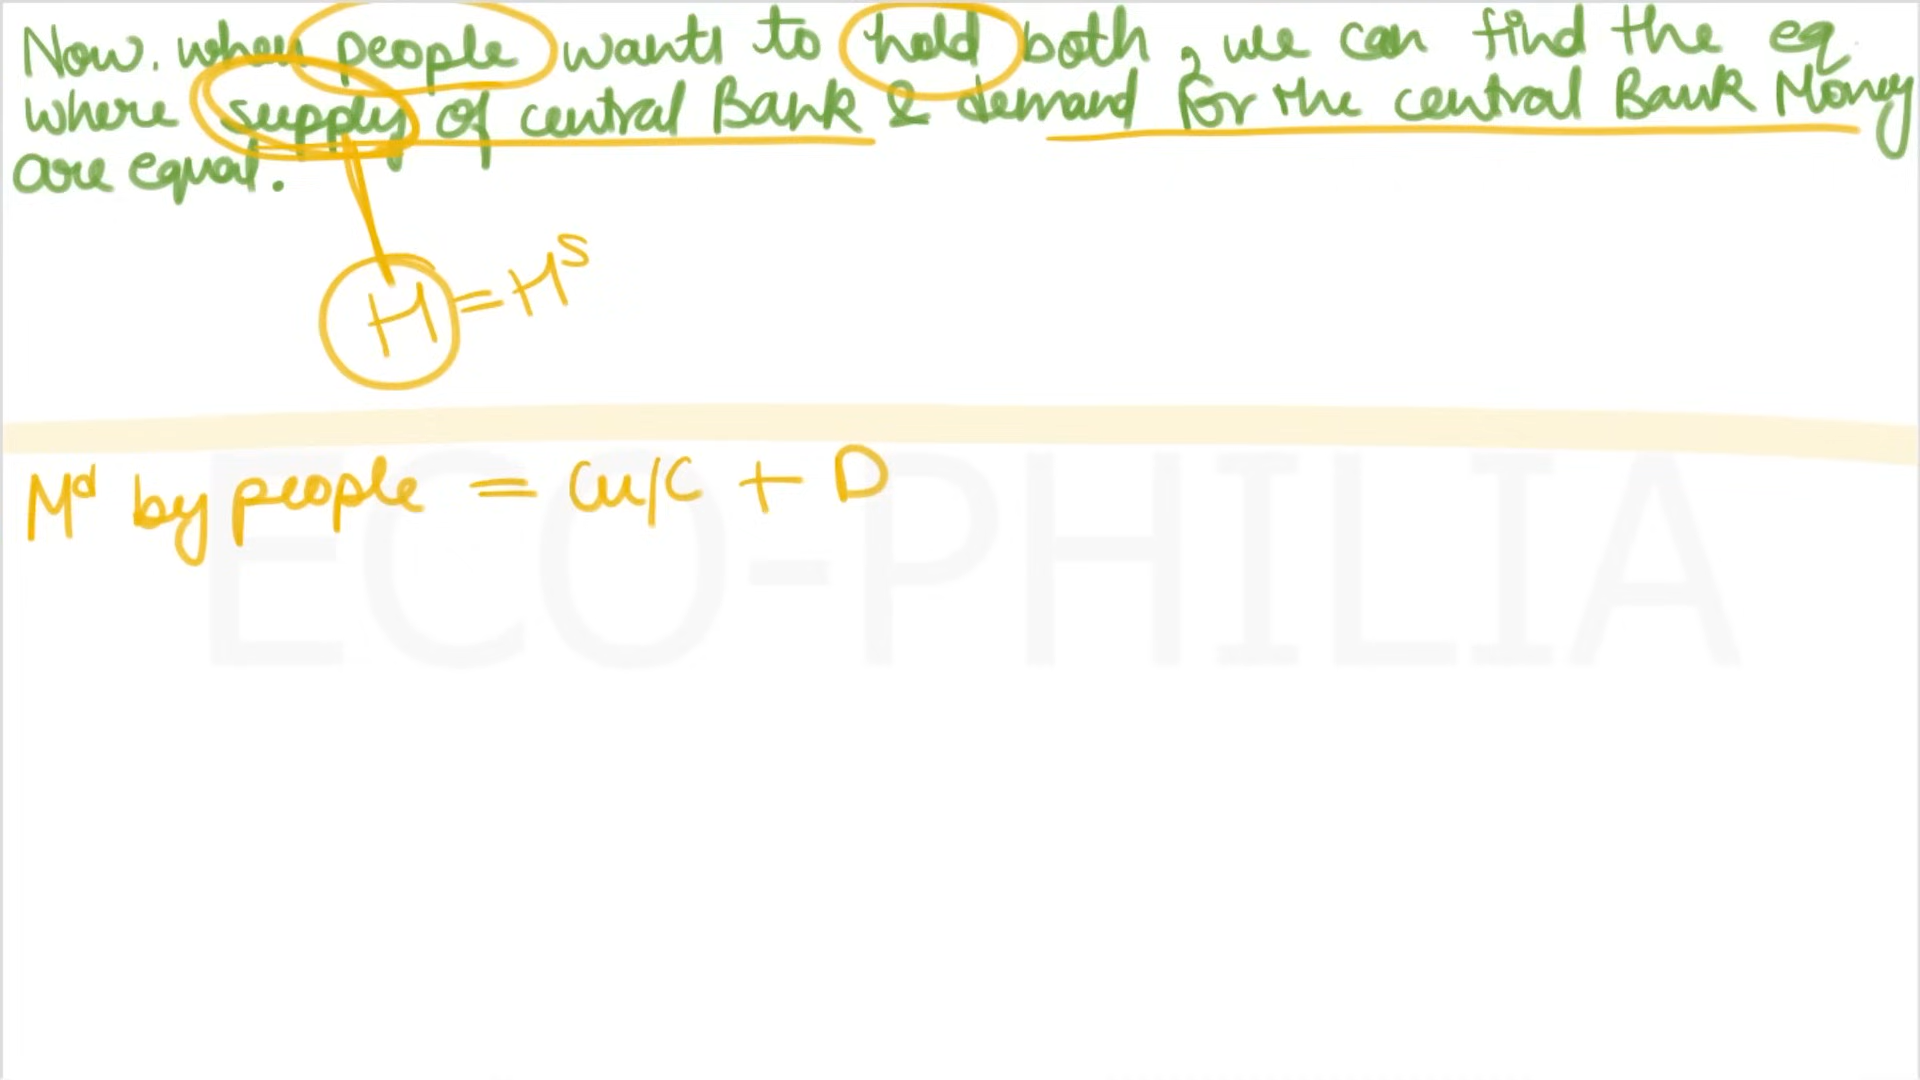 Now. when people wants to hold both, we can find the eq.
where supply of central Bank & demand for the central Bank Money
are equal.
H = H^S
M^d by people = Cu/C + D
ECO-PHILIA